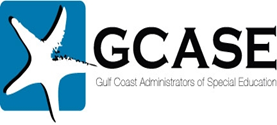 GCASE
Gulf Coast Administrators of Special Education